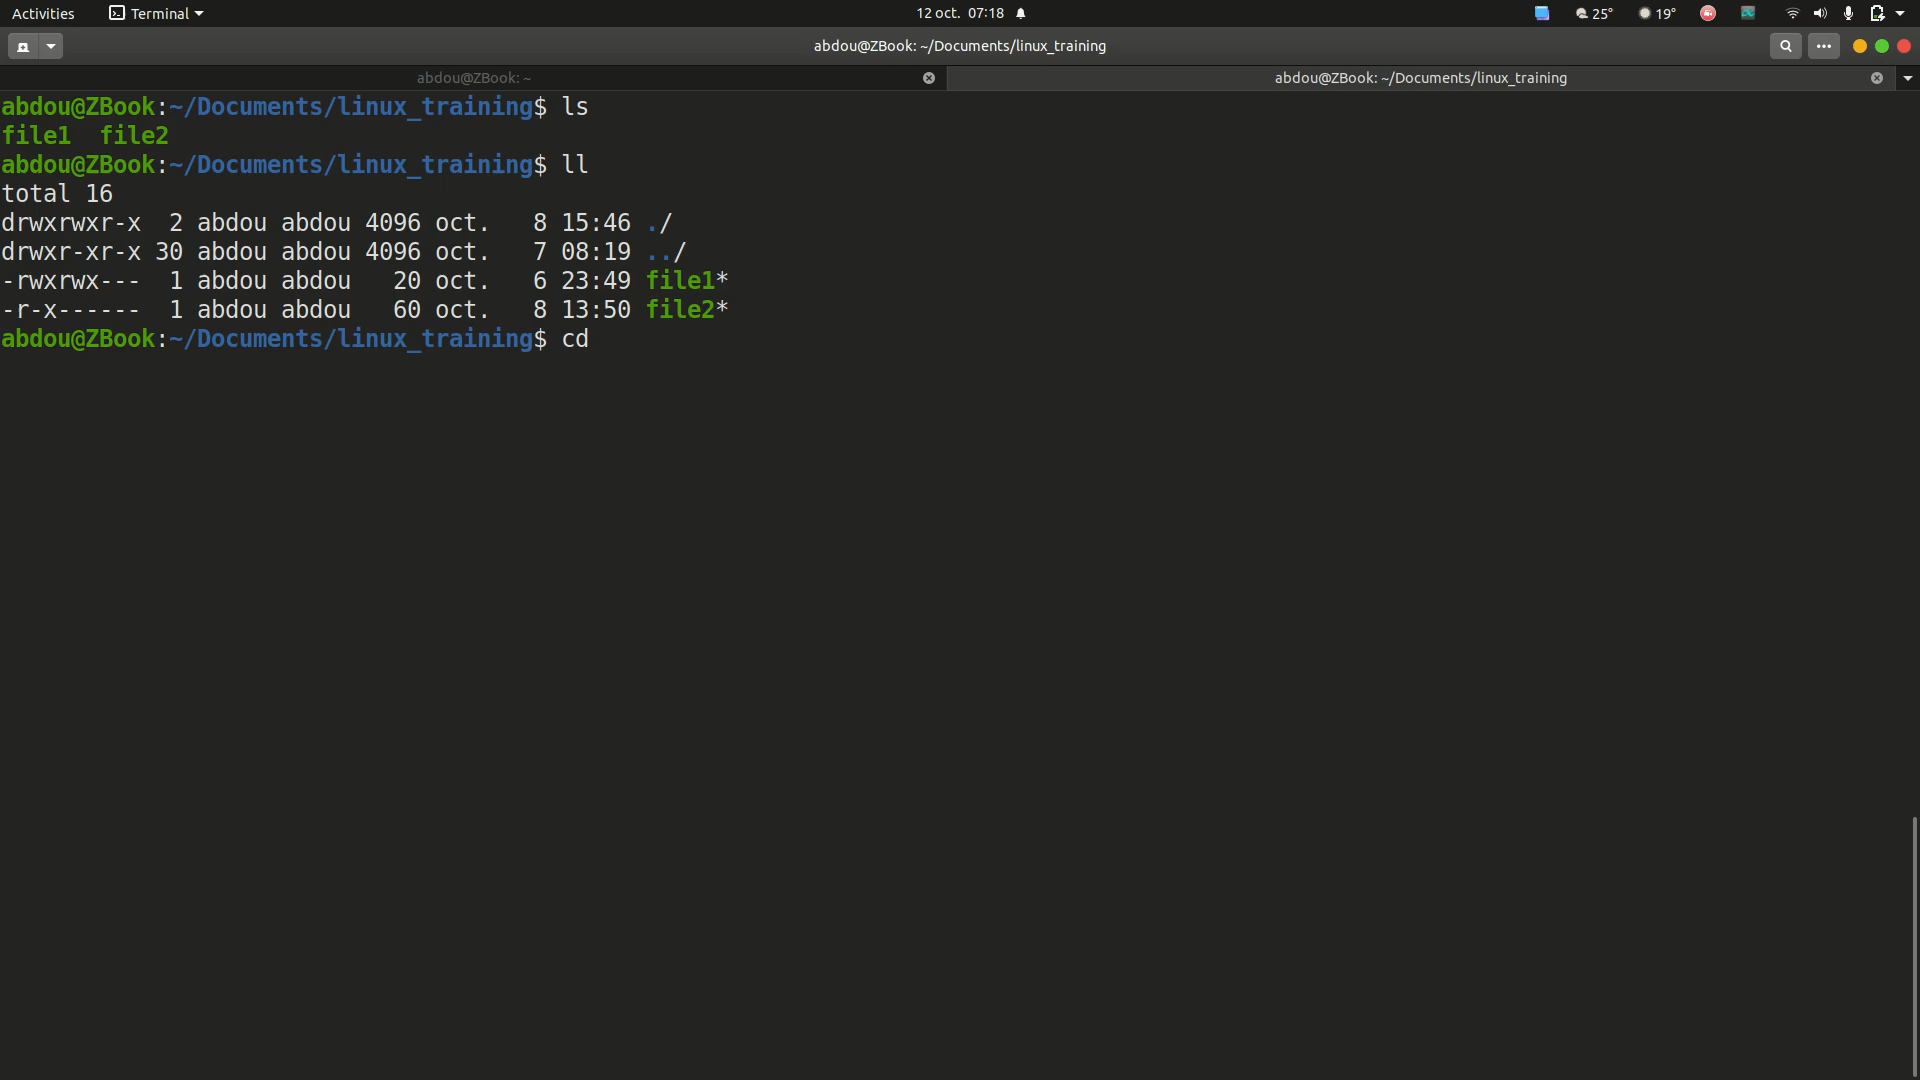 Activities Terminal 12 oct. 07:18 25° 19°
abdou@ZBook: ~/Documents/linux_training
abdou@ZBook: ~ abdou@ZBook: ~/Documents/linux_training
abdou@ZBook:~/Documents/linux_training$ ls
file1  file2
abdou@ZBook:~/Documents/linux_training$ ll
total 16
drwxrwxr-x  2 abdou abdou 4096 oct.   8 15:46 ./
drwxr-xr-x 30 abdou abdou 4096 oct.   7 08:19 ../
-rwxrwx---  1 abdou abdou   20 oct.   6 23:49 file1*
-r-x------  1 abdou abdou   60 oct.   8 13:50 file2*
abdou@ZBook:~/Documents/linux_training$ cd